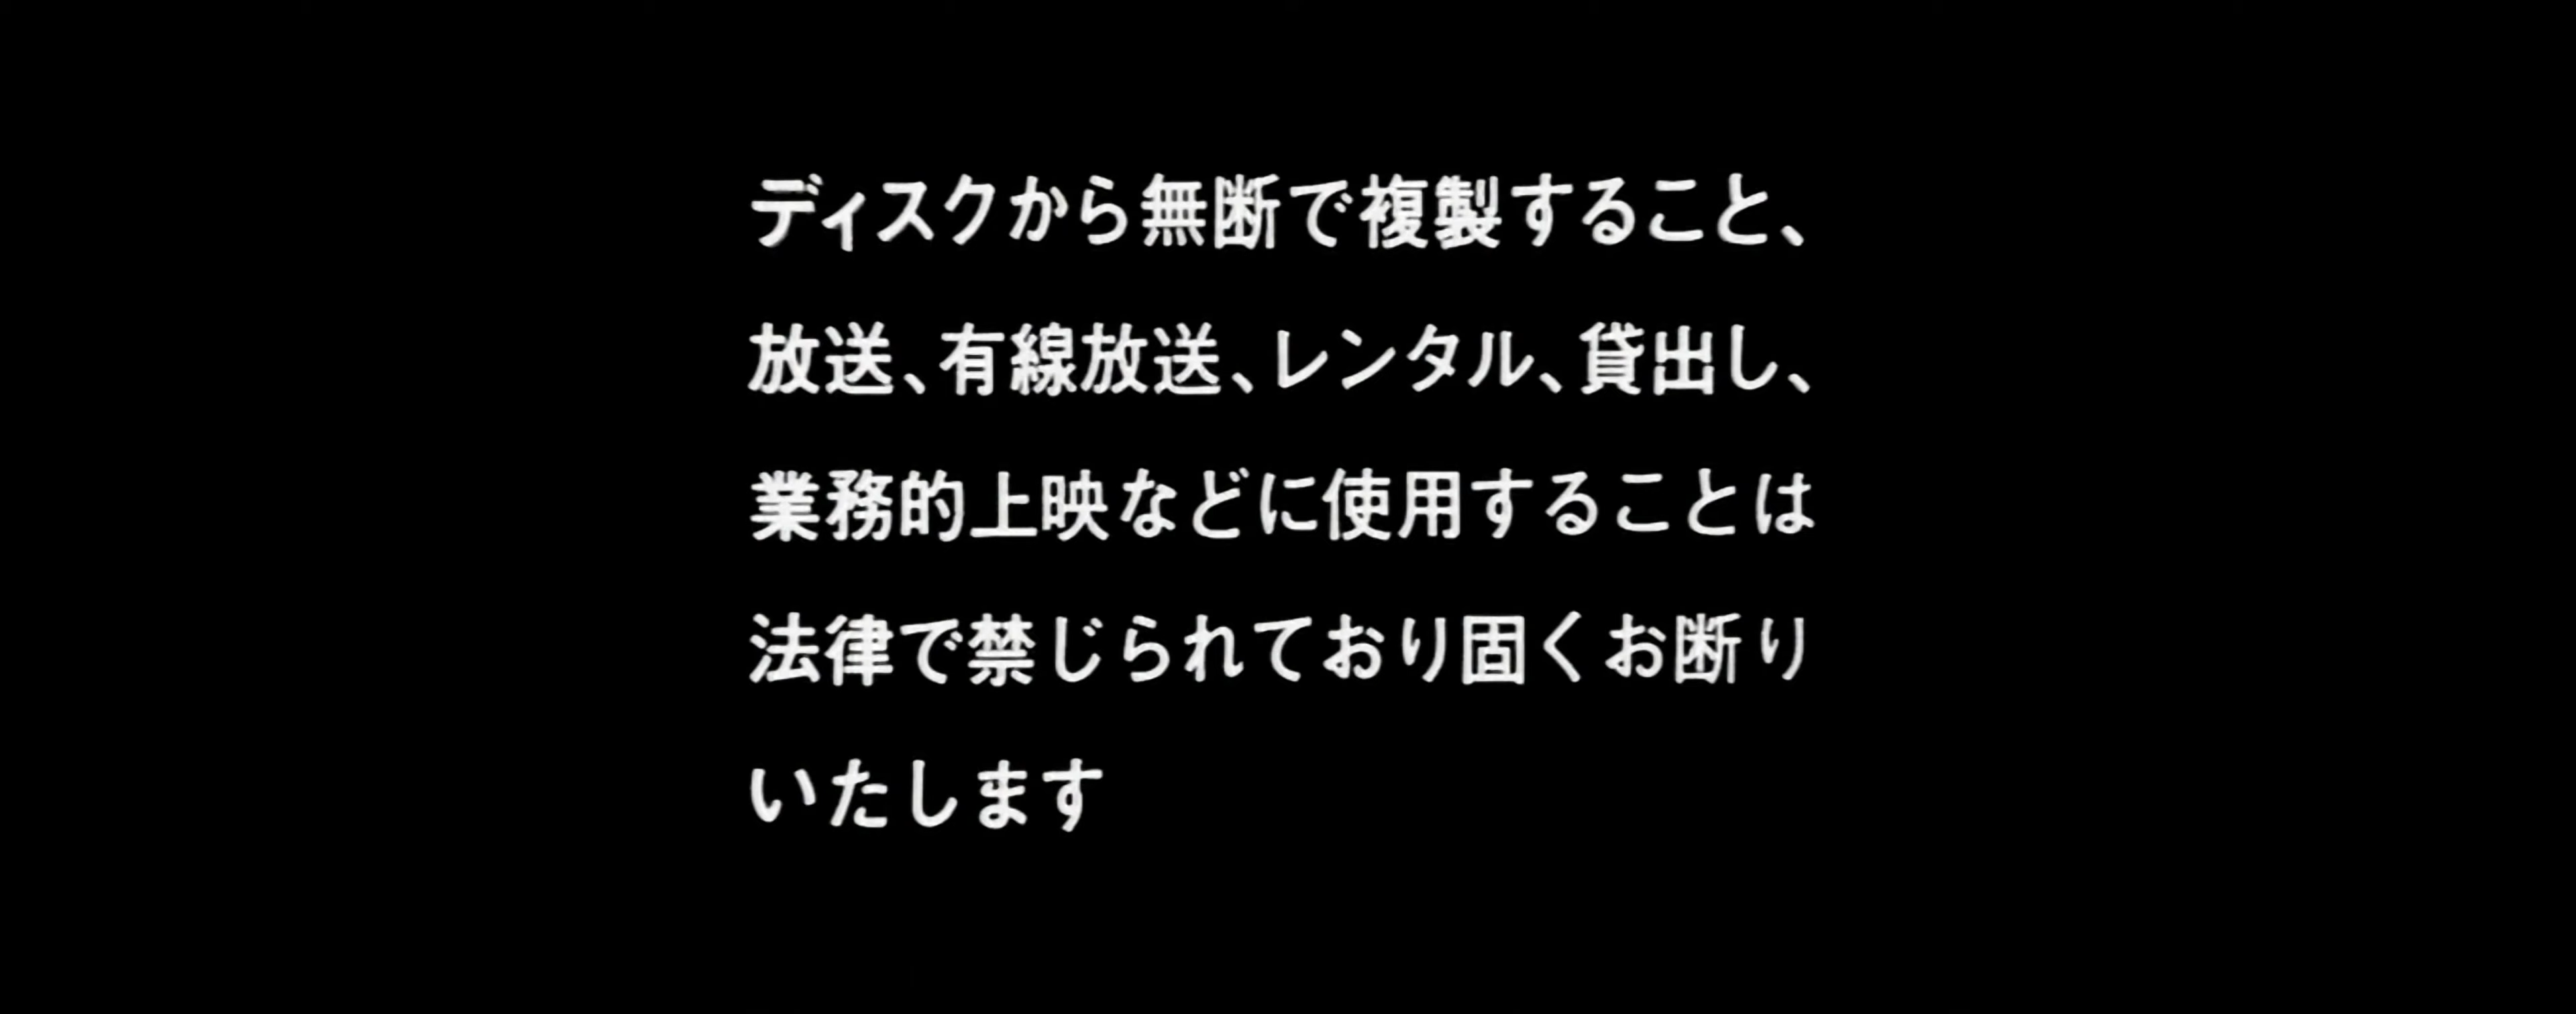 ディスクから無断で複製すること、
放送、有線放送、レンタル、貸出し、
業務的上映などに使用することは
法律で禁じられており固くお断り
いたします